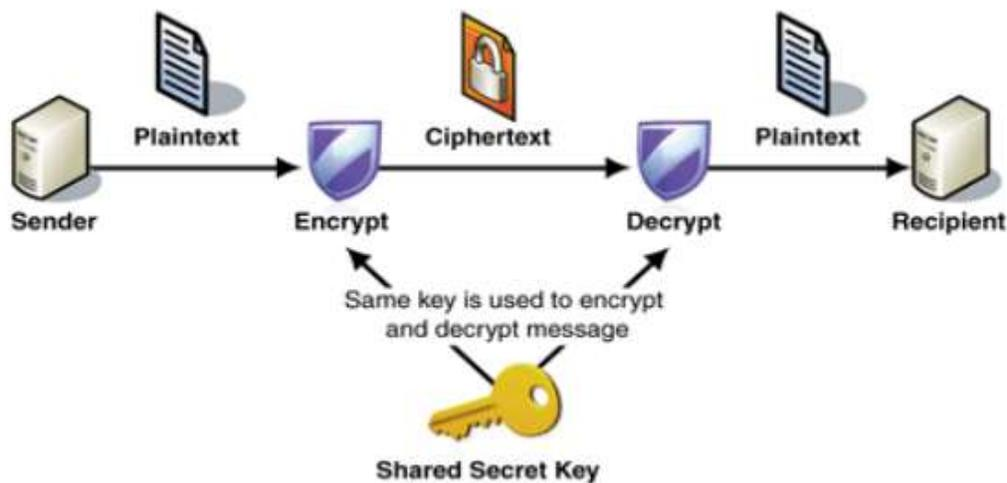 Plaintext
Ciphertext
Plaintext
Sender
Encrypt
Decrypt
Recipient
Same key is used to encrypt
and decrypt message
Shared Secret Key